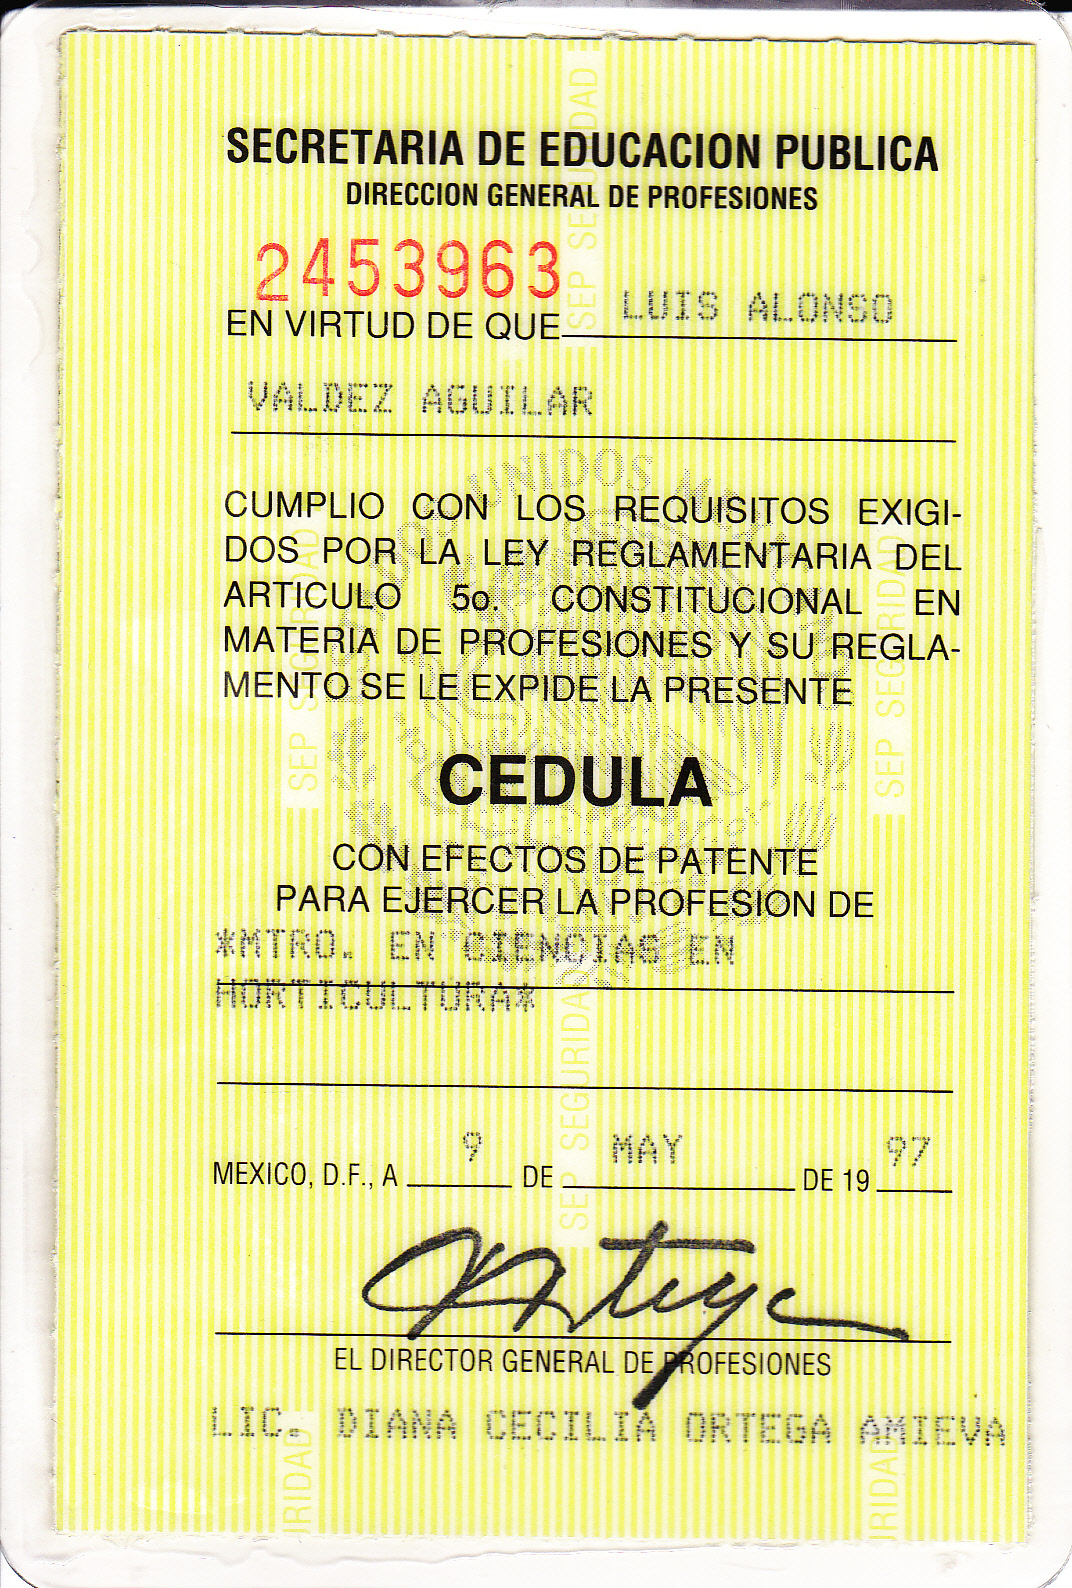 SECRETARIA DE EDUCACION PUBLICA
DIRECCION GENERAL DE PROFESIONES
2453963
EN VIRTUD DE QUE LUIS ALONSO
VALDEZ AGUILAR
CUMPLIO CON LOS REQUISITOS EXIGI-
DOS POR LA LEY REGLAMENTARIA DEL
ARTICULO 5o. CONSTITUCIONAL EN
MATERIA DE PROFESIONES Y SU REGLA-
MENTO SE LE EXPIDE LA PRESENTE
CEDULA
CON EFECTOS DE PATENTE
PARA EJERCER LA PROFESION DE
*MTRO. EN CIENCIAS EN
HORTICULTURA*
MEXICO, D.F., A 9 DE MAY DE 19 97
EL DIRECTOR GENERAL DE PROFESIONES
LIC. DIANA CECILIA ORTEGA AMIEVA